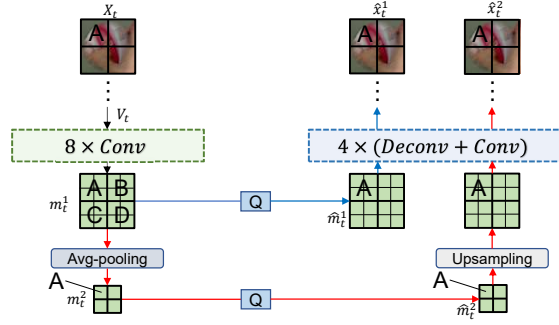 X_t
x̂_t^1
x̂_t^2
A
A
A
V_t
8 × Conv
4 × (Deconv + Conv)
m_t^1
A B
C D
Q
m̂_t^1
A
A
Avg-pooling
Upsampling
A
m_t^2
Q
A
m̂_t^2